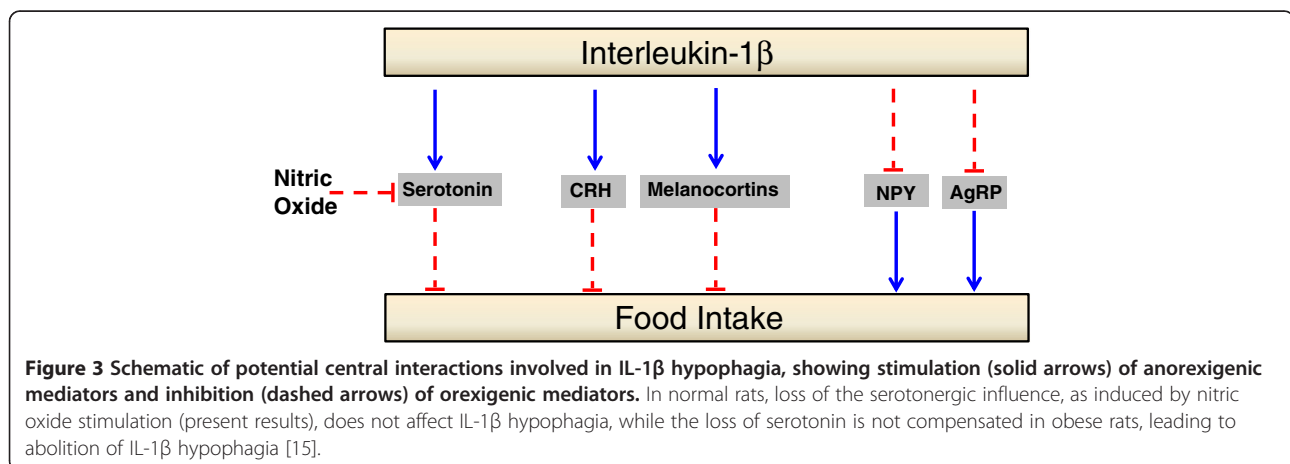 Interleukin-1β
Nitric
Oxide
Serotonin
CRH
Melanocortins
NPY
AgRP
Food Intake
Figure 3 Schematic of potential central interactions involved in IL-1β hypophagia, showing stimulation (solid arrows) of anorexigenic
mediators and inhibition (dashed arrows) of orexigenic mediators. In normal rats, loss of the serotonergic influence, as induced by nitric
oxide stimulation (present results), does not affect IL-1β hypophagia, while the loss of serotonin is not compensated in obese rats, leading to
abolition of IL-1β hypophagia [15].